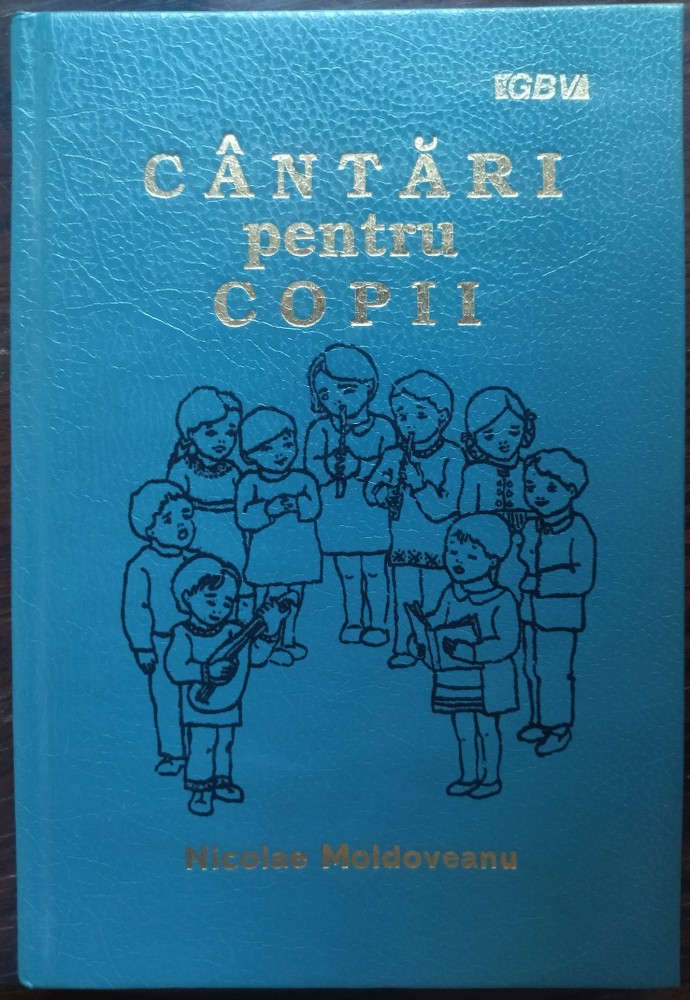 GBV
CÂNTĂRI
pentru
COPII
Nicolae Moldoveanu